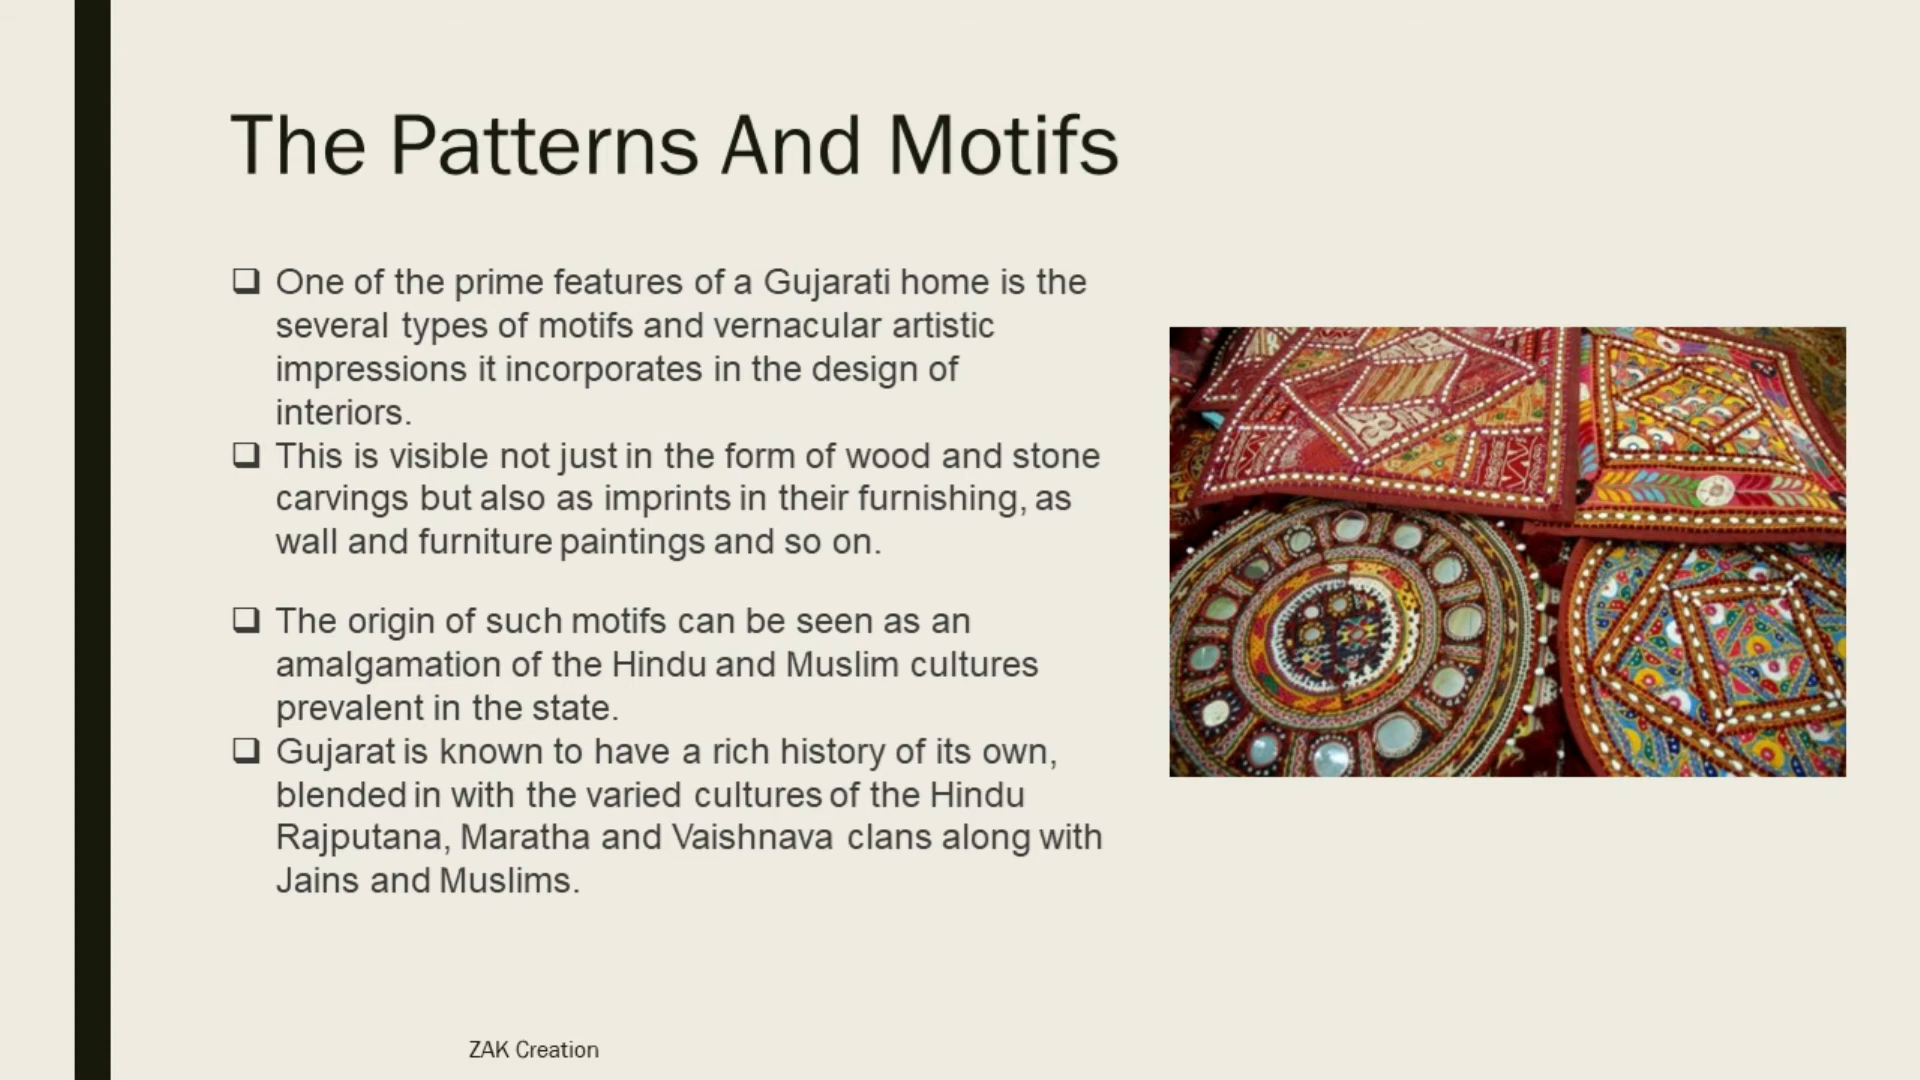 The Patterns And Motifs
One of the prime features of a Gujarati home is the
several types of motifs and vernacular artistic
impressions it incorporates in the design of
interiors.
This is visible not just in the form of wood and stone
carvings but also as imprints in their furnishing, as
wall and furniture paintings and so on.
The origin of such motifs can be seen as an
amalgamation of the Hindu and Muslim cultures
prevalent in the state.
Gujarat is known to have a rich history of its own,
blended in with the varied cultures of the Hindu
Rajputana, Maratha and Vaishnava clans along with
Jains and Muslims.
ZAK Creation